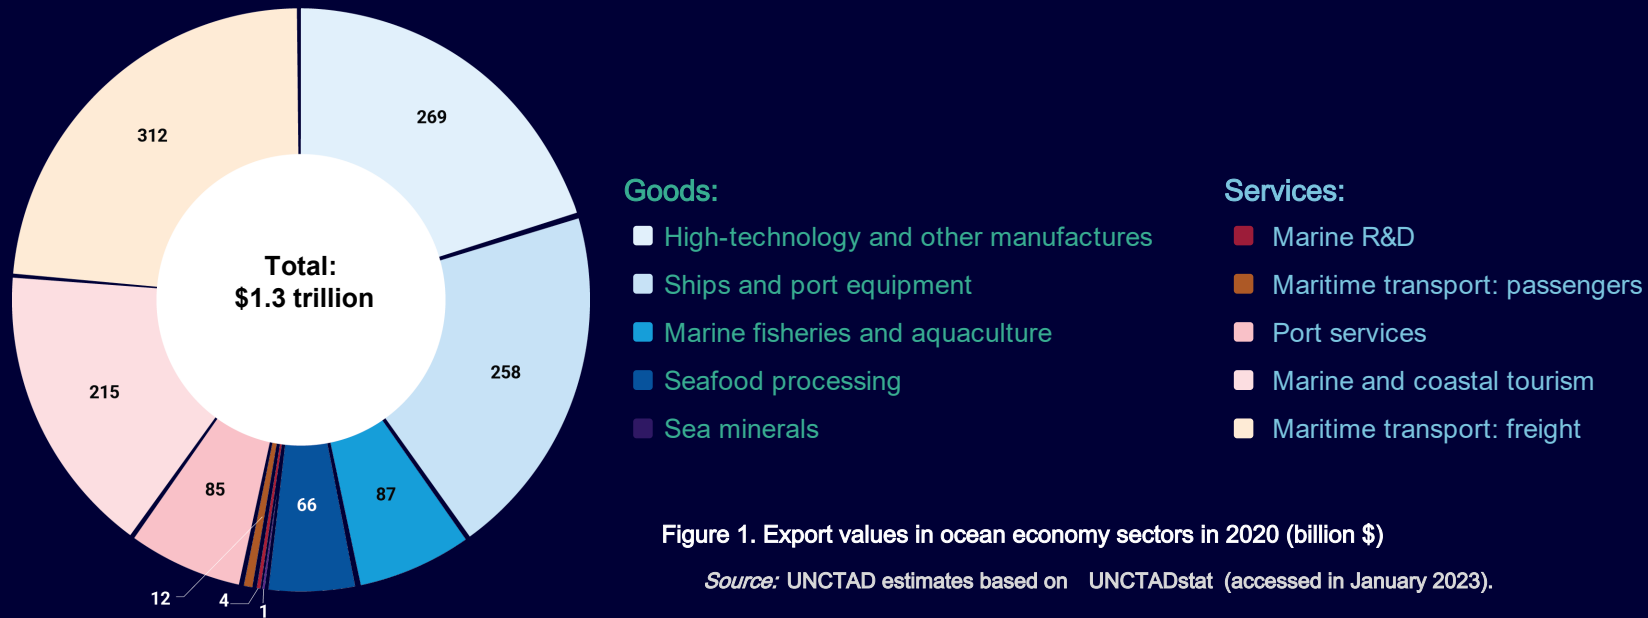 312
269
Total:
$1.3 trillion
258
215
85
66
87
12
4
1
Goods:
High-technology and other manufactures
Ships and port equipment
Marine fisheries and aquaculture
Seafood processing
Sea minerals
Services:
Marine R&D
Maritime transport: passengers
Port services
Marine and coastal tourism
Maritime transport: freight
Figure 1. Export values in ocean economy sectors in 2020 (billion $)
Source: UNCTAD estimates based on UNCTADstat (accessed in January 2023).